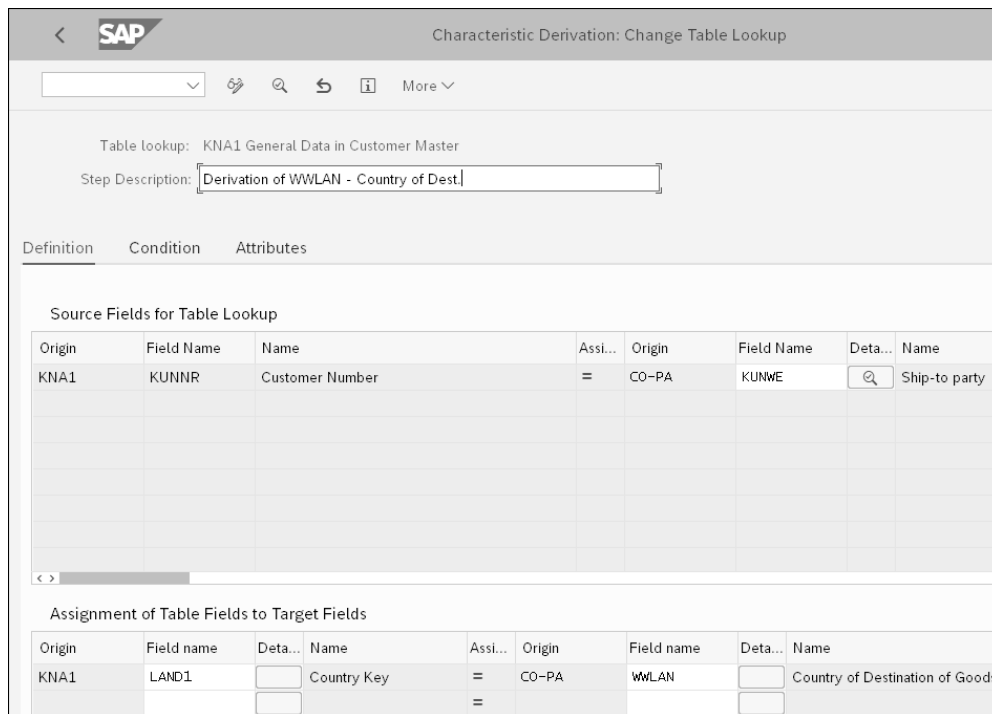 SAP Characteristic Derivation: Change Table Lookup
More
Table lookup: KNA1 General Data in Customer Master
Step Description: Derivation of WWLAN - Country of Dest.
Definition Condition Attributes
Source Fields for Table Lookup
Origin Field Name Name Assi... Origin Field Name Deta... Name
KNA1 KUNNR Customer Number = CO-PA KUNWE Ship-to party
Assignment of Table Fields to Target Fields
Origin Field name Deta... Name Assi... Origin Field name Deta... Name
KNA1 LAND1 Country Key = CO-PA WWLAN Country of Destination of Goods
=